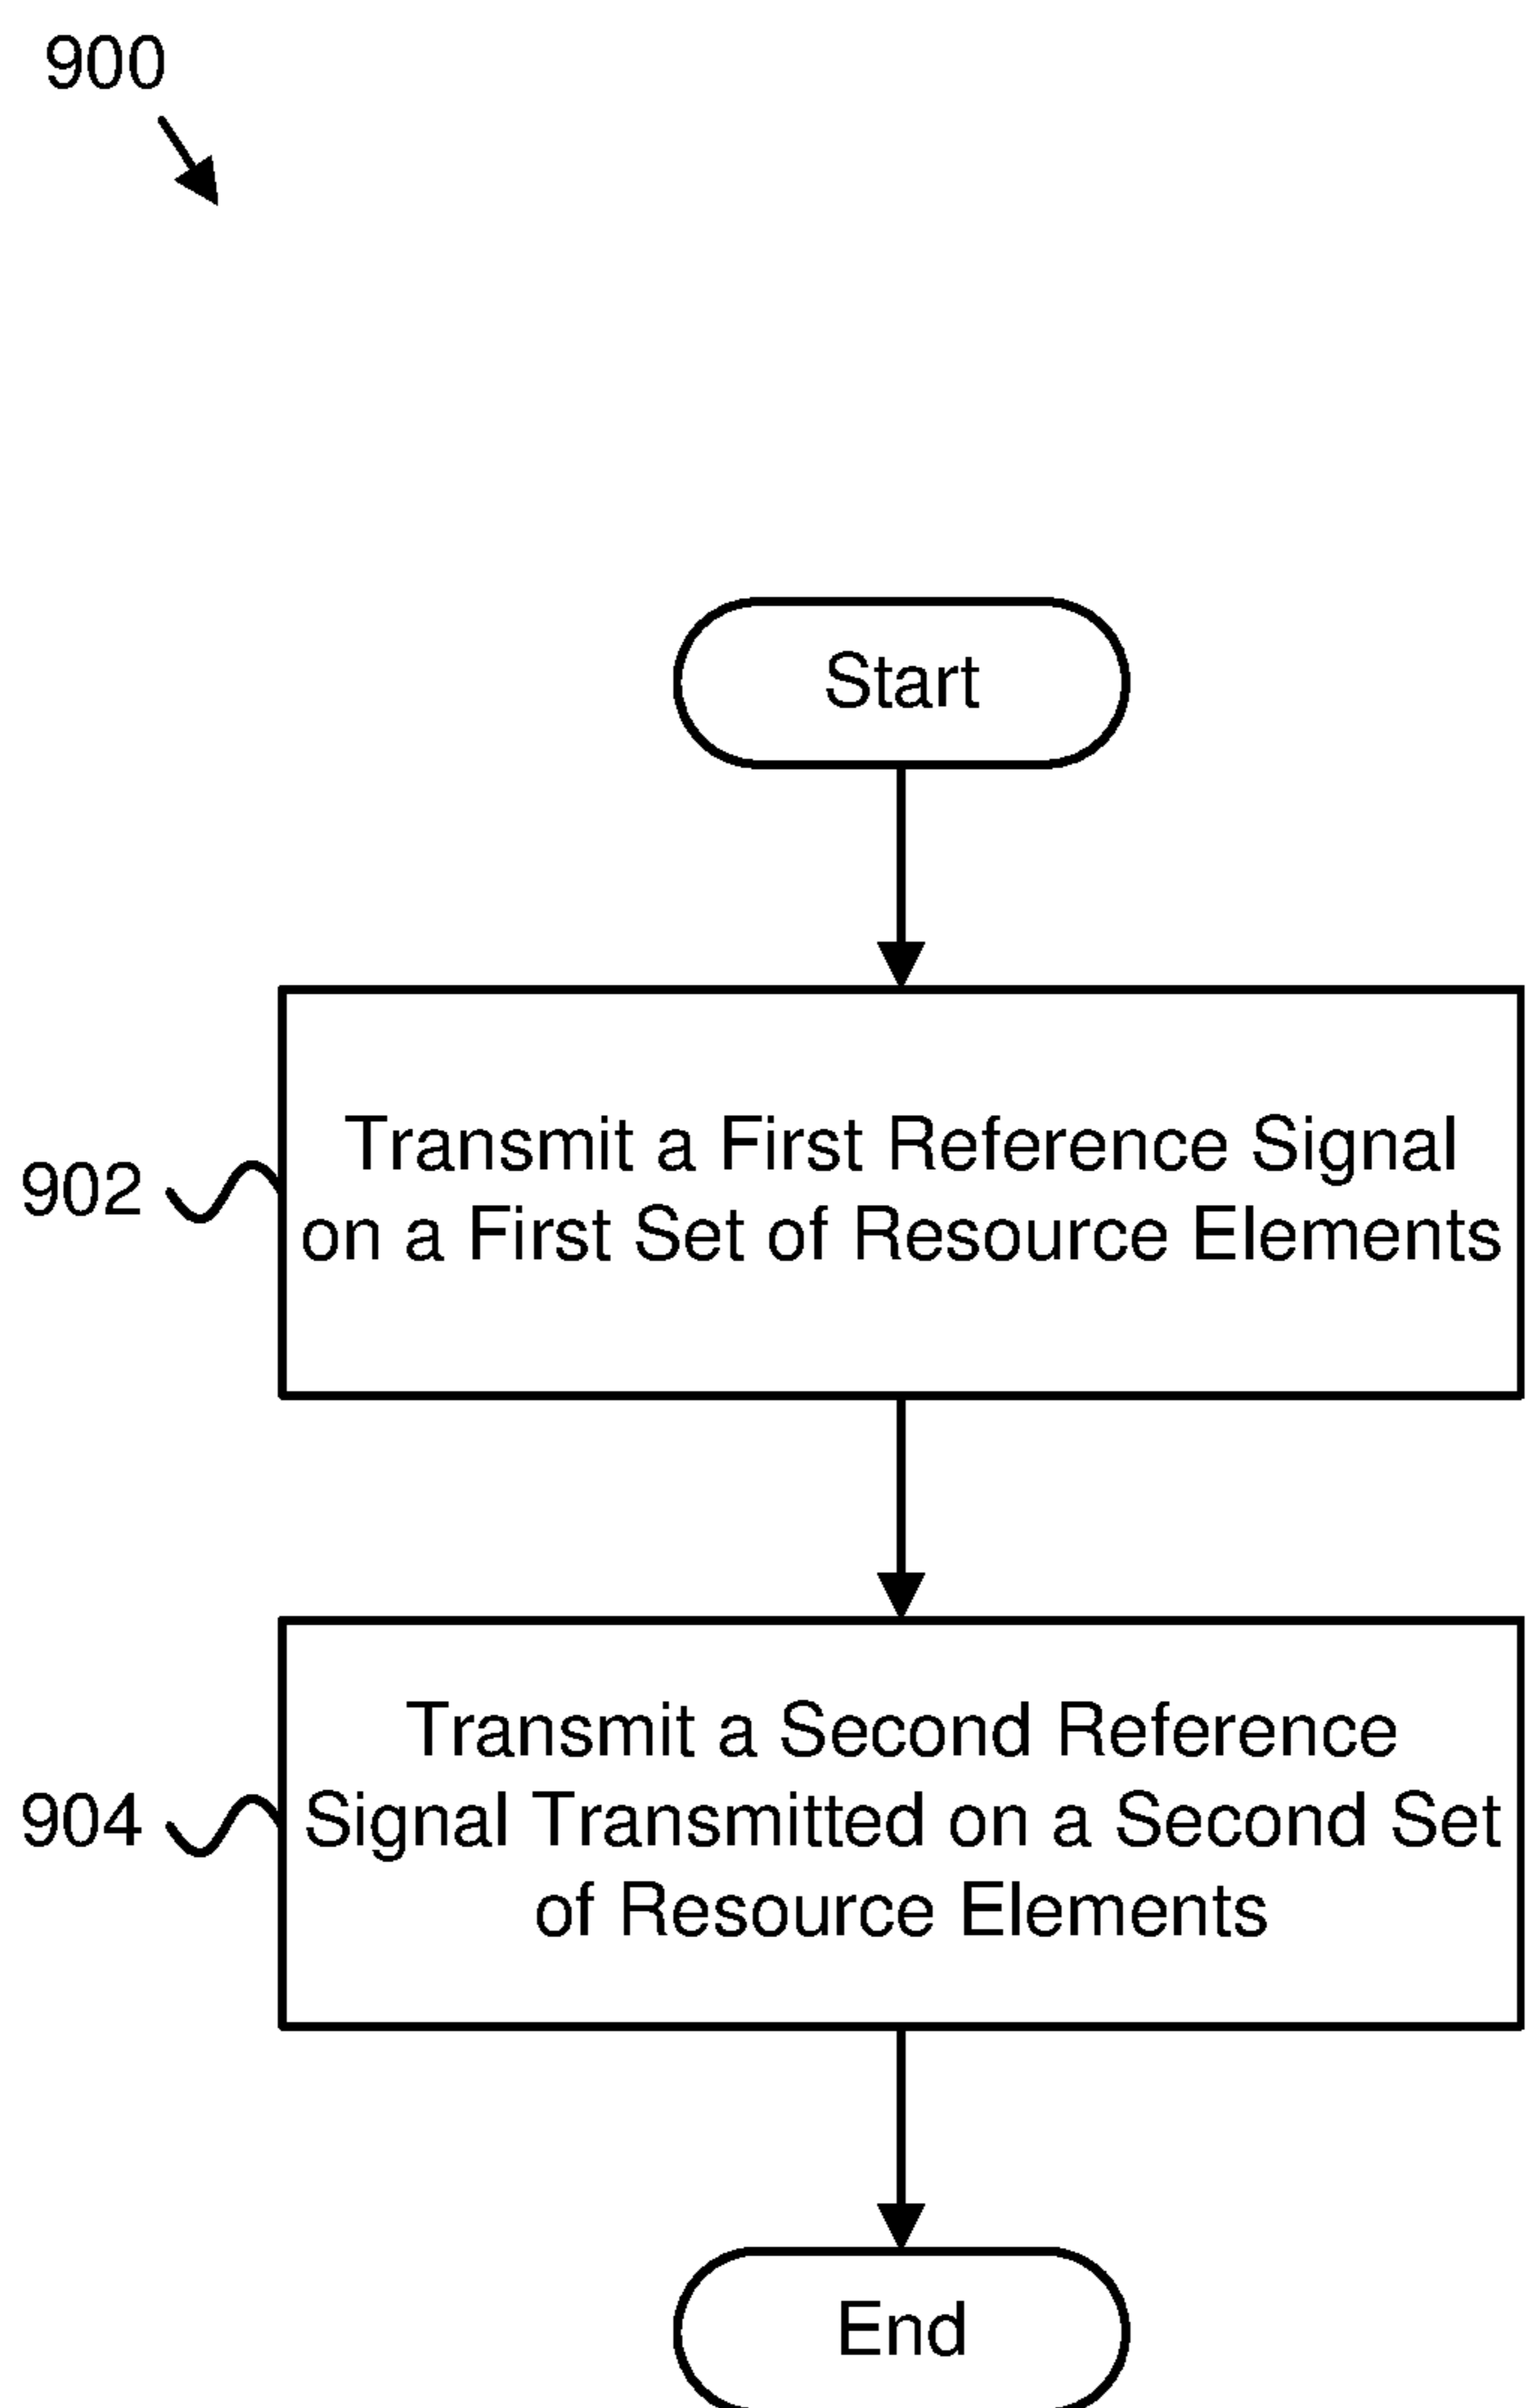 900
Start
902
Transmit a First Reference Signal
on a First Set of Resource Elements
904
Transmit a Second Reference
Signal Transmitted on a Second Set
of Resource Elements
End